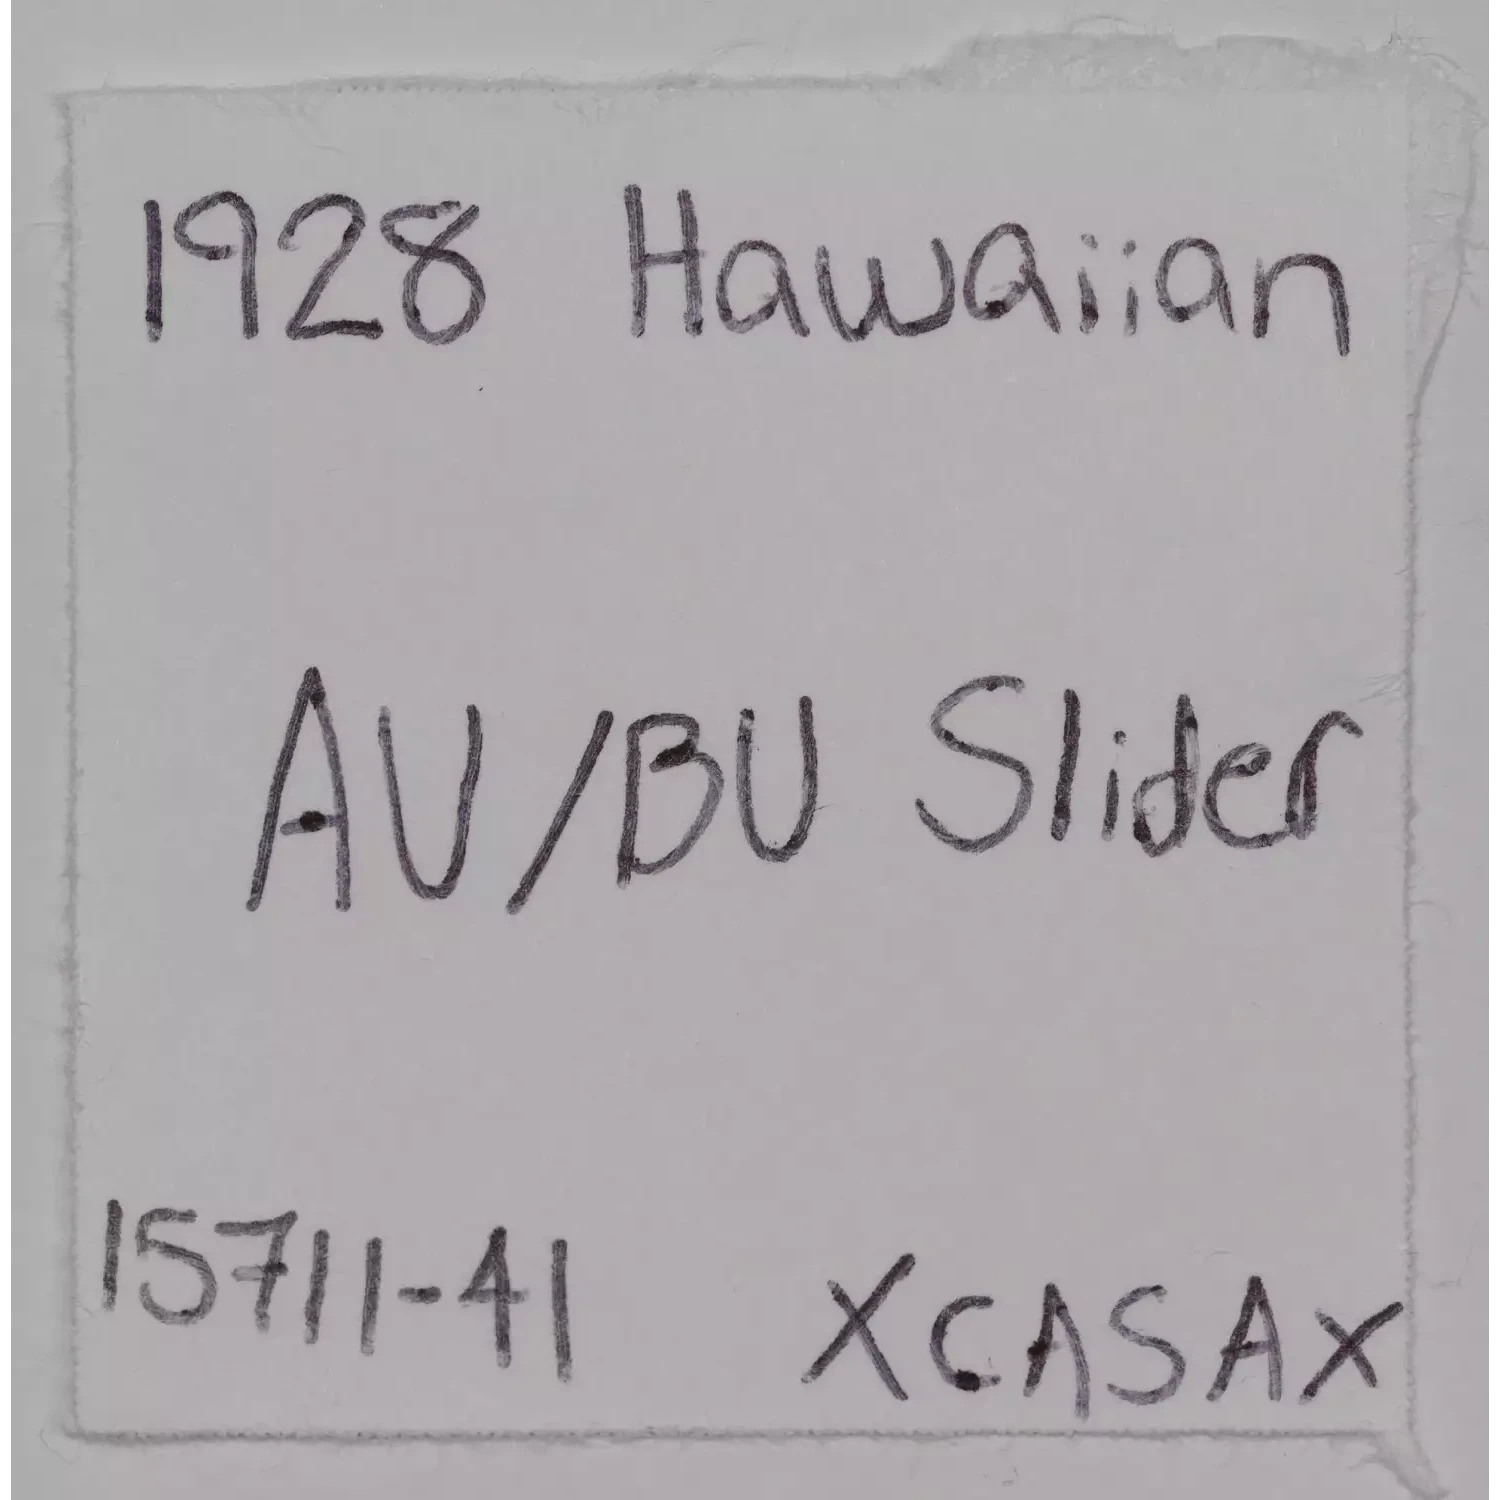 1928 Hawaiian
AU/BU Slider
15711-41 XCASAX